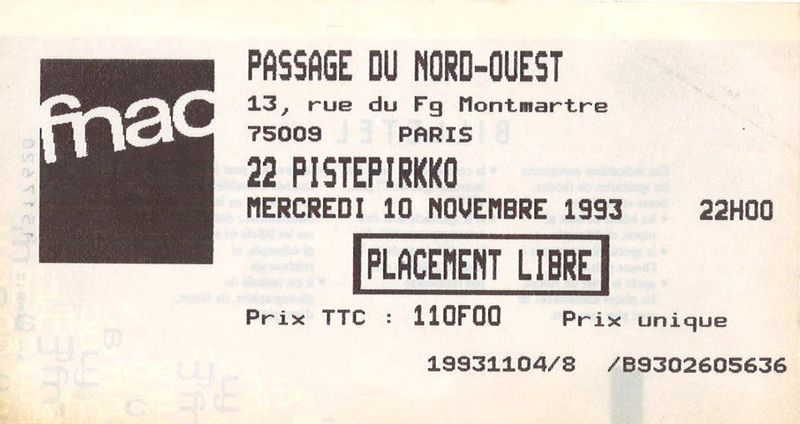 fnac
PASSAGE DU NORD-OUEST
13, rue du Fg Montmartre
75009 PARIS
22 PISTEPIRKKO
MERCREDI 10 NOVEMBRE 1993 22H00
PLACEMENT LIBRE
Prix TTC : 110F00 Prix unique
19931104/8 /B9302605636